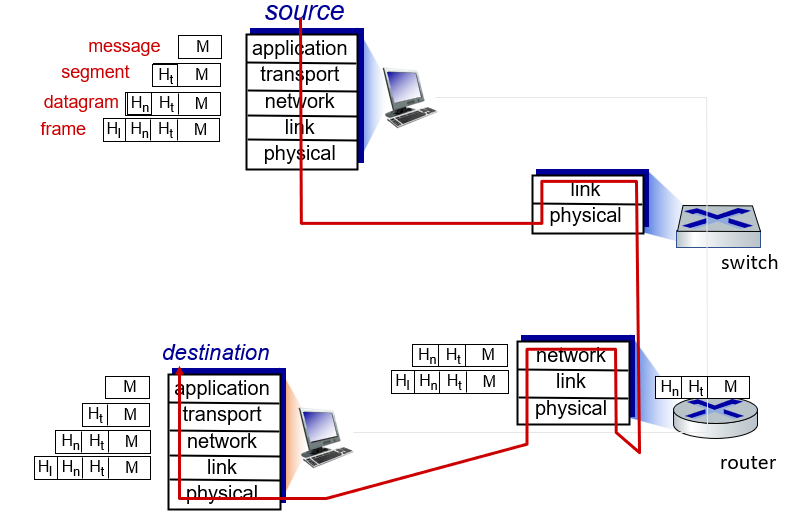 source
message M application
segment Ht M transport
datagram Hn Ht M network
frame Hl Hn Ht M link
physical
link
physical
switch
destination
Hn Ht M network
Hl Hn Ht M link
physical
Hn Ht M
router
M application
Ht M transport
Hn Ht M network
Hl Hn Ht M link
physical